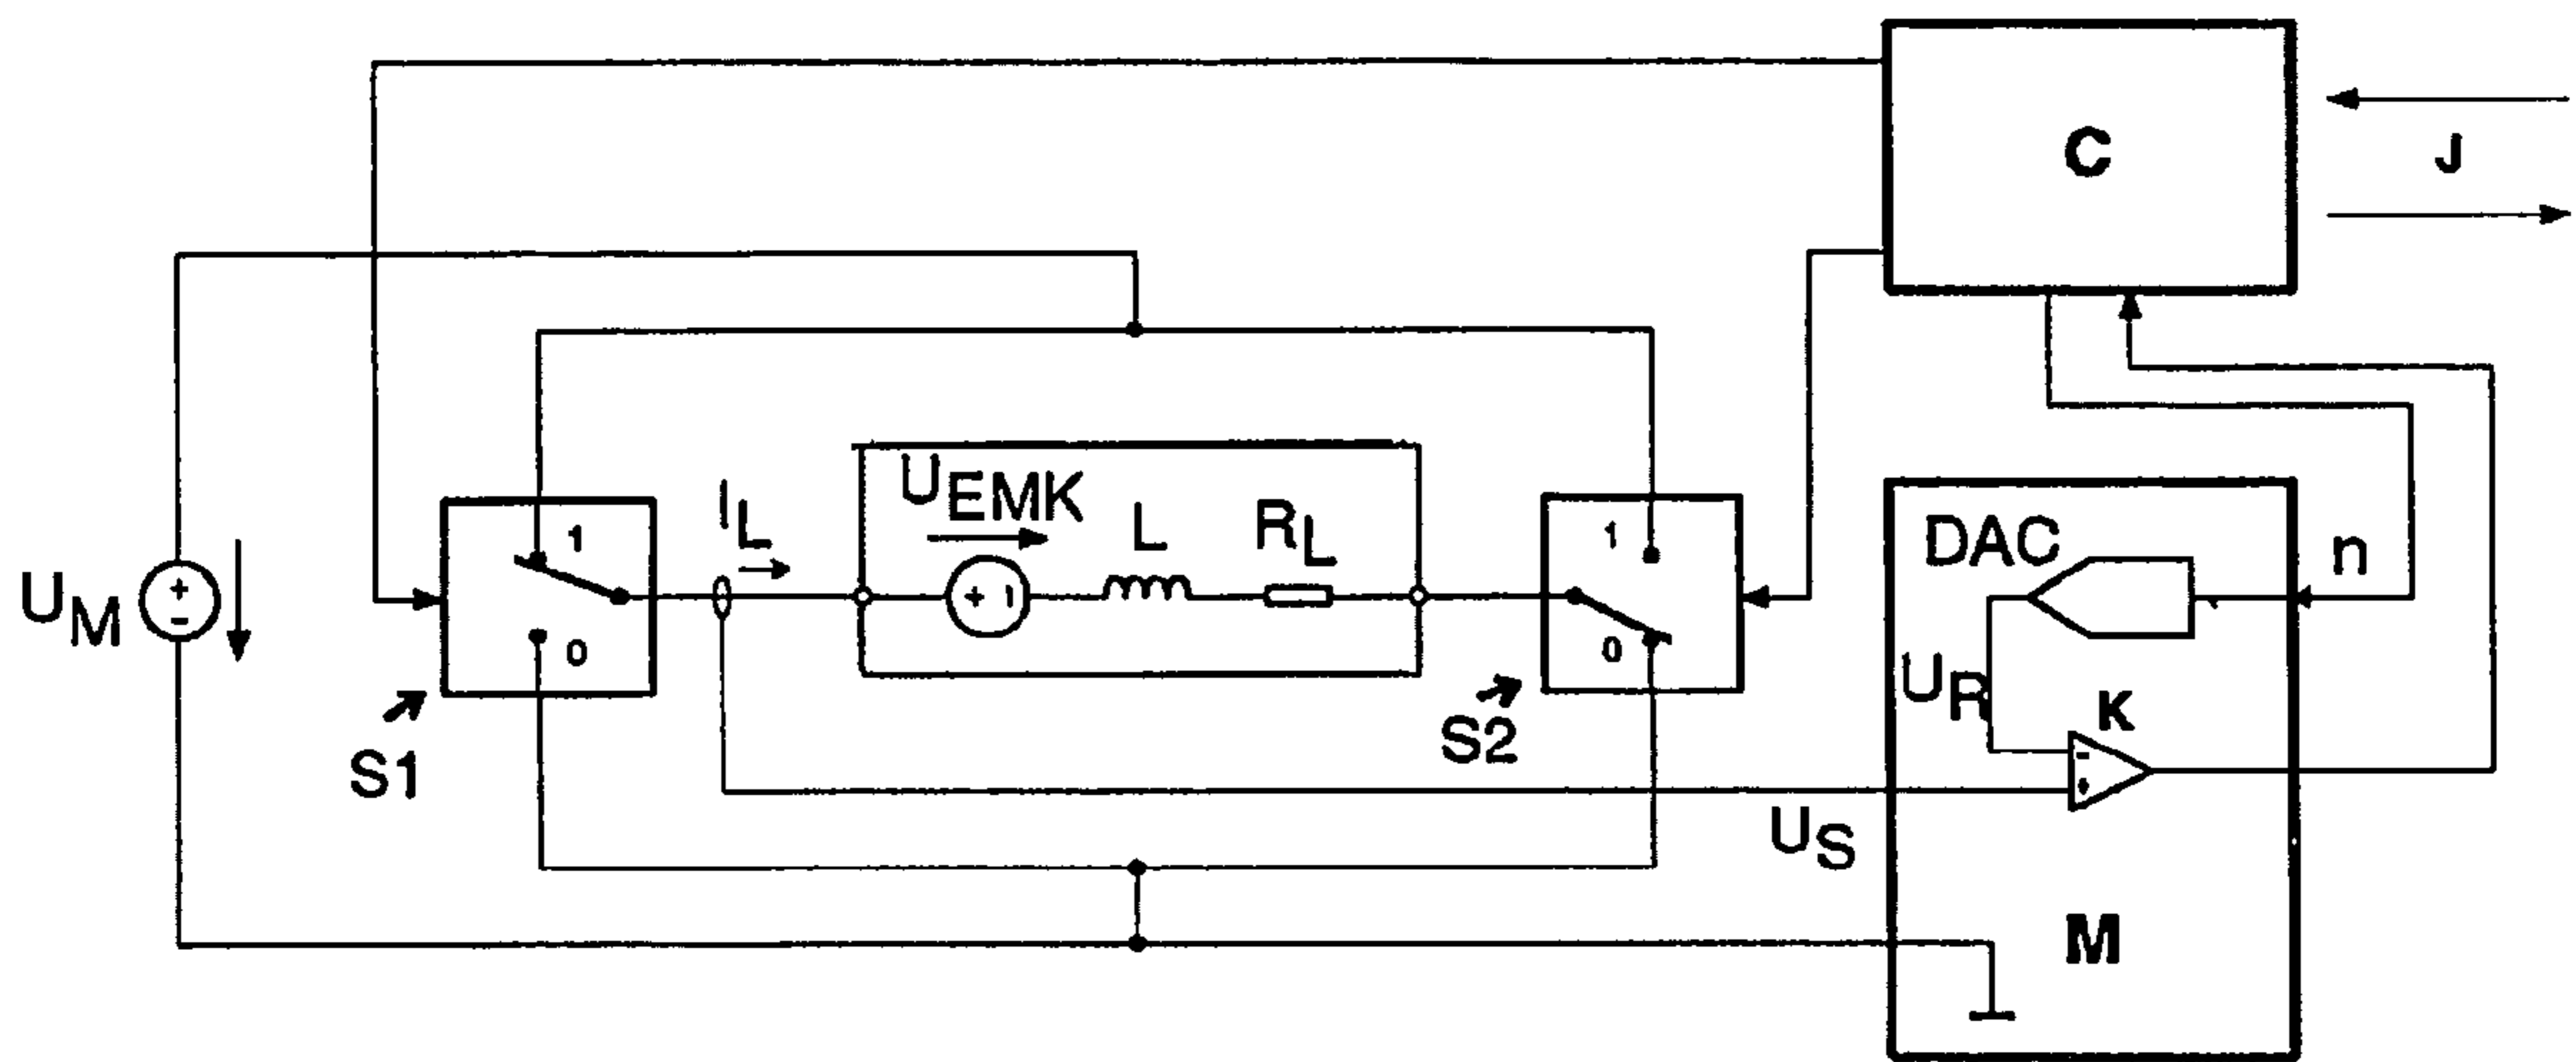 C
J
U_EMK
I_L
L
R_L
1
1
DAC
n
U_M
+
-
+
0
0
U_R
K
S1
S2
-
+
U_S
M